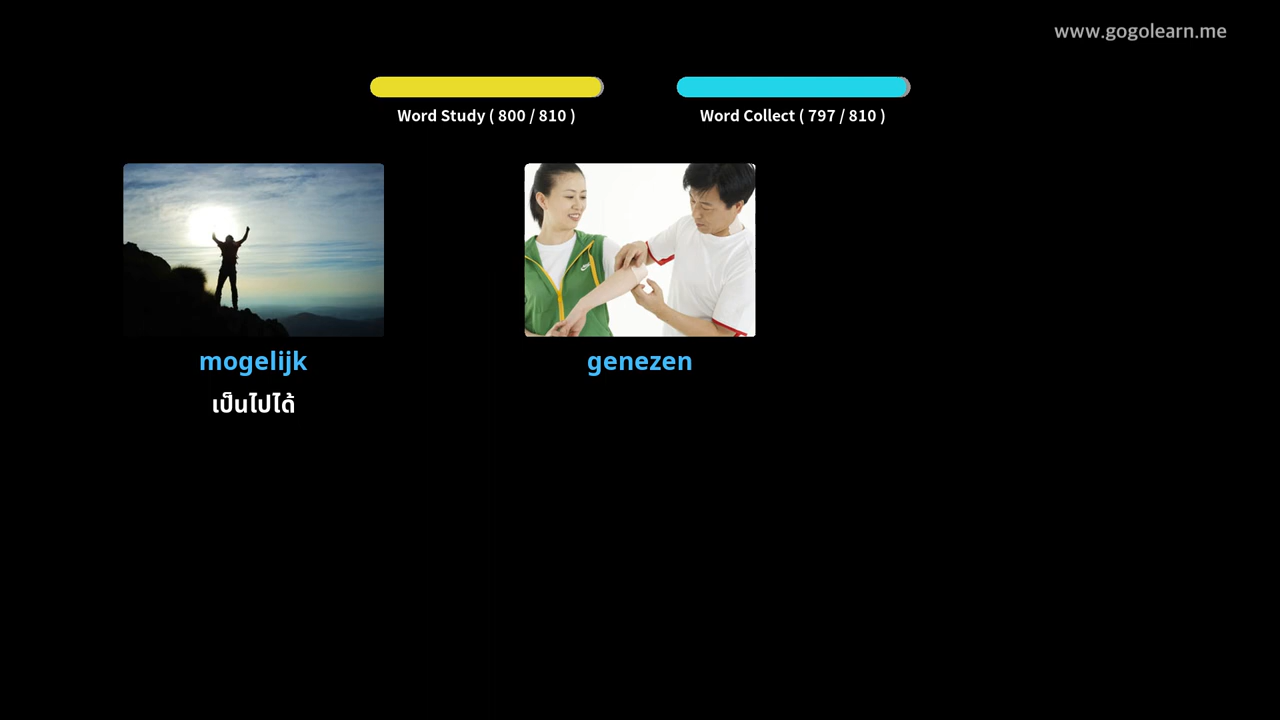 www.gogolearn.me
Word Study ( 800 / 810 )
Word Collect ( 797 / 810 )
mogelijk
genezen
เป็นไปได้